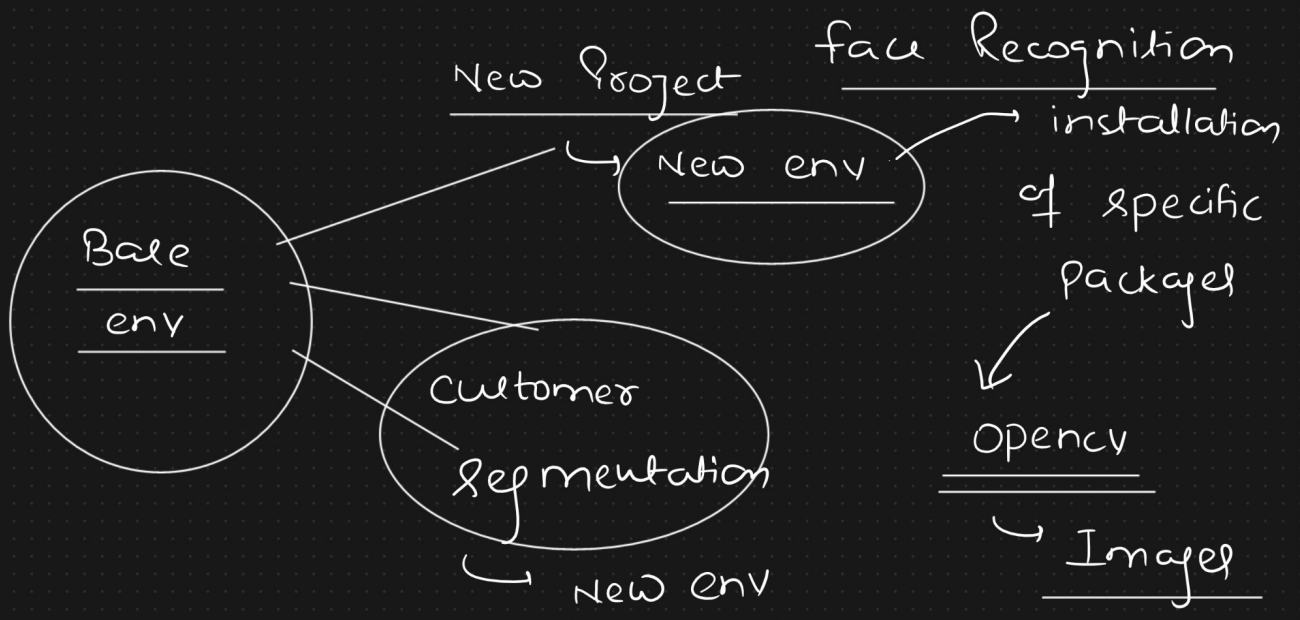 Face Recognition
New Project
installation
New env
of specific
Packages
Base
env
Customer
Segmentation
New env
Opencv
Images